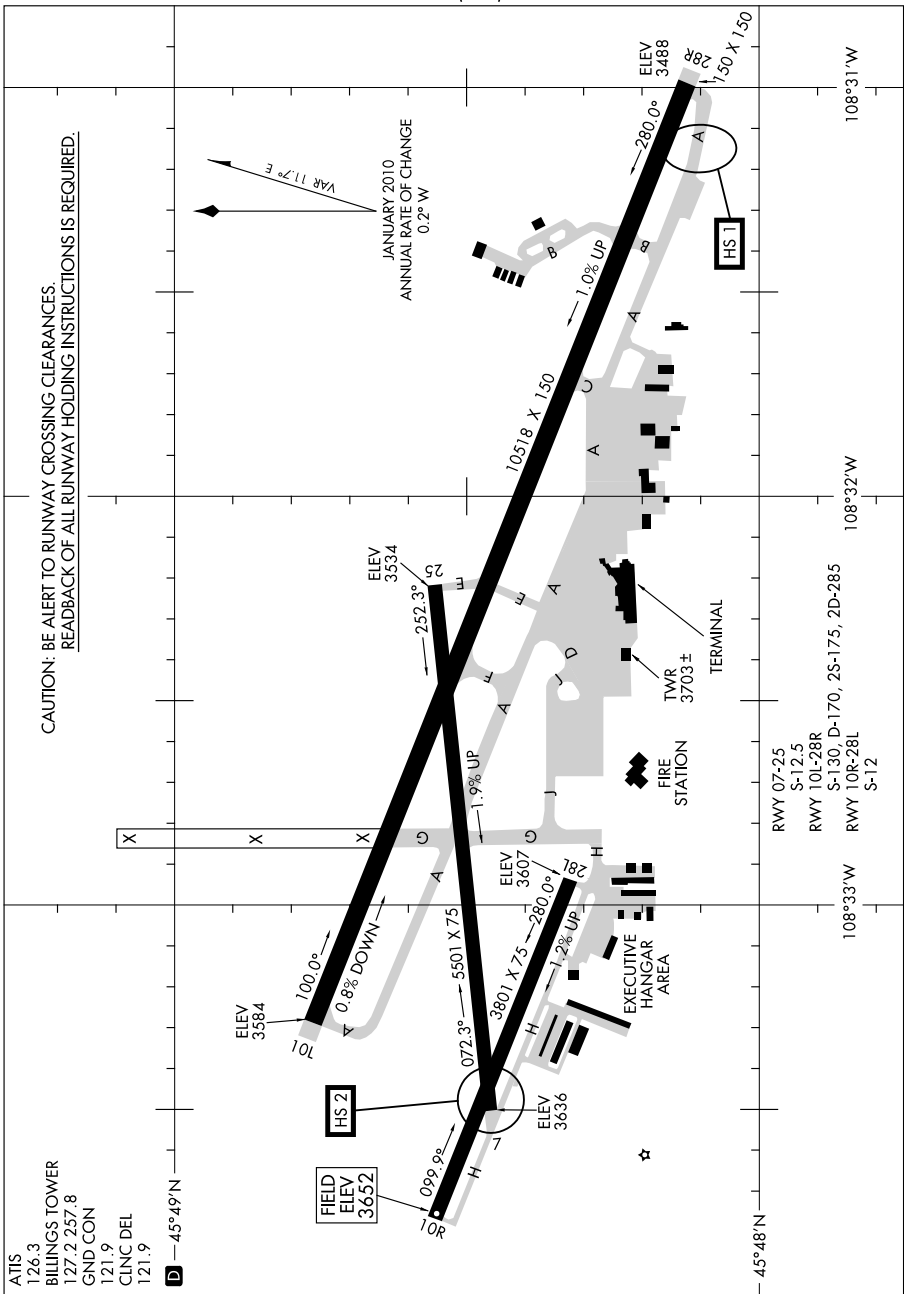 CAUTION: BE ALERT TO RUNWAY CROSSING CLEARANCES.
READBACK OF ALL RUNWAY HOLDING INSTRUCTIONS IS REQUIRED.
ATIS
126.3
BILLINGS TOWER
127.2 257.8
GND CON
121.9
CLNC DEL
121.9
D
45°49'N
VAR 11.7° E
JANUARY 2010
ANNUAL RATE OF CHANGE
0.2° W
ELEV
3488
28R
150 X 150
280.0°
A
HS 1
B
B
1.0% UP
A
C
10518 X 150
A
ELEV
3534
25
252.3°
E
E
A
F
D
J
A
TWR
3703±
TERMINAL
X
X
X
1.9% UP
G
J
G
FIRE
STATION
A
H
ELEV
3607
28L
280.0°
100.0°
0.8% DOWN
5501 X 75
3801 X 75
1.2% UP
ELEV
3584
10L
A
072.3°
H
EXECUTIVE
HANGAR
AREA
HS 2
ELEV
3636
7
099.9°
H
FIELD
ELEV
3652
10R
RWY 07-25
S-12.5
RWY 10L-28R
S-130, D-170, 2S-175, 2D-285
RWY 10R-28L
S-12
45°48'N
108°33'W
108°32'W
108°31'W